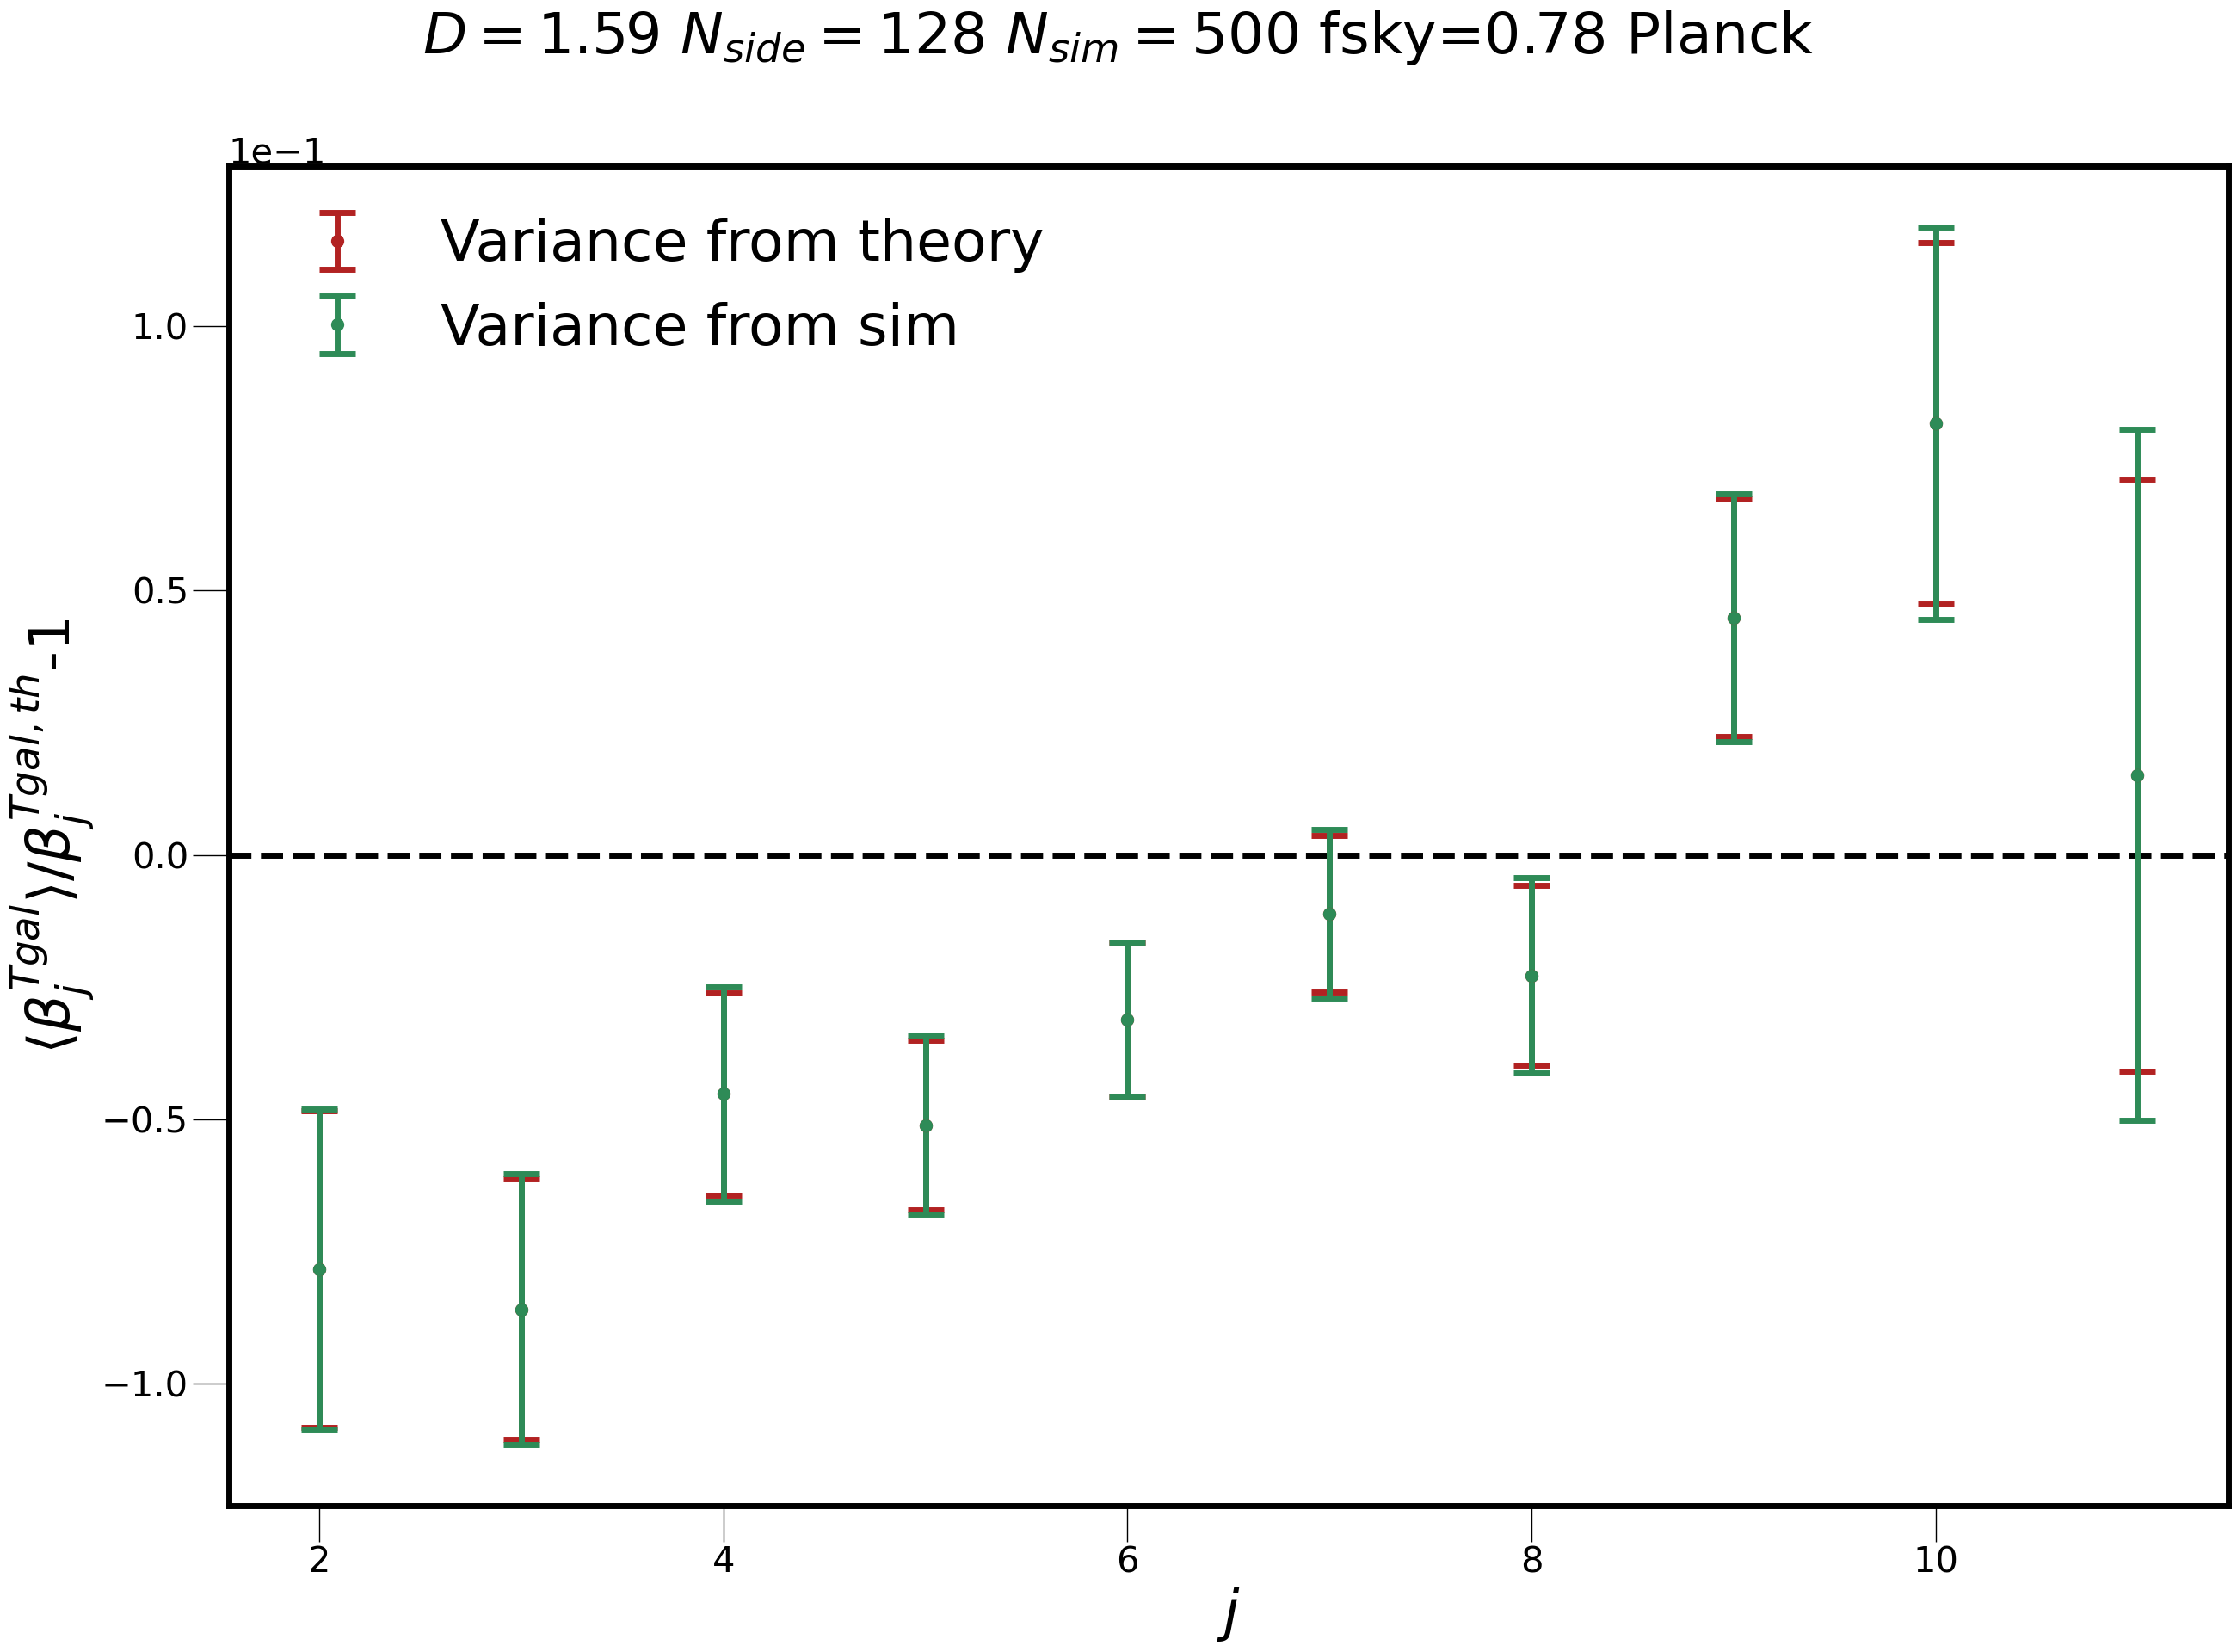 D = 1.59 N_side = 128 N_sim = 500 fsky=0.78 Planck
1e−1
Variance from theory
Variance from sim
1.0
0.5
0.0
−0.5
−1.0
⟨β_j^Tgal⟩/β_j^Tgal, th-1
2 4 6 8 10
j